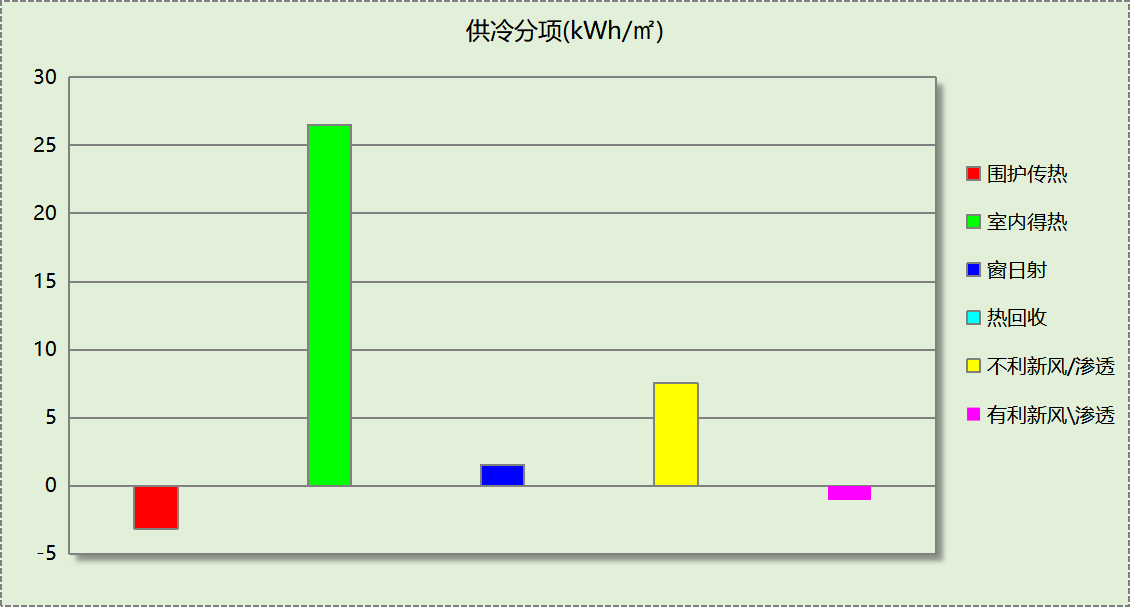 供冷分项(kWh/㎡)
30
25
20
15
10
5
0
-5
围护传热
室内得热
窗日射
热回收
不利新风/渗透
有利新风\渗透